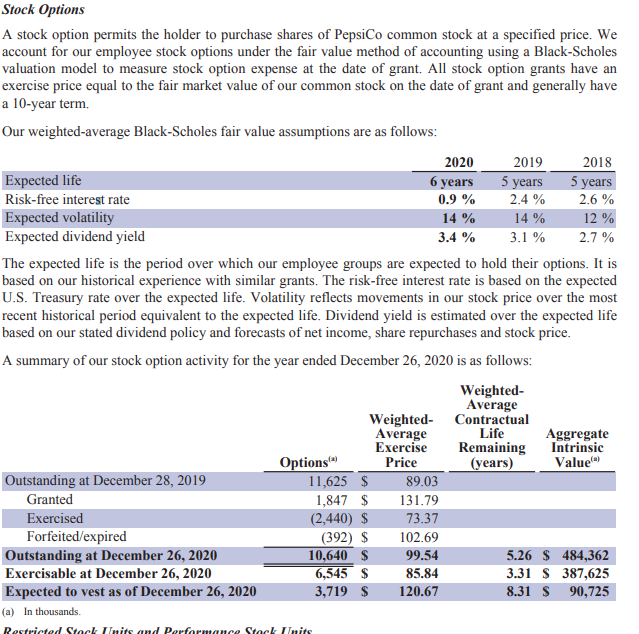 Stock Options
A stock option permits the holder to purchase shares of PepsiCo common stock at a specified price. We
account for our employee stock options under the fair value method of accounting using a Black-Scholes
valuation model to measure stock option expense at the date of grant. All stock option grants have an
exercise price equal to the fair market value of our common stock on the date of grant and generally have
a 10-year term.
Our weighted-average Black-Scholes fair value assumptions are as follows:
2020 2019 2018
Expected life 6 years 5 years 5 years
Risk-free interest rate 0.9 % 2.4 % 2.6 %
Expected volatility 14 % 14 % 12 %
Expected dividend yield 3.4 % 3.1 % 2.7 %
The expected life is the period over which our employee groups are expected to hold their options. It is
based on our historical experience with similar grants. The risk-free interest rate is based on the expected
U.S. Treasury rate over the expected life. Volatility reflects movements in our stock price over the most
recent historical period equivalent to the expected life. Dividend yield is estimated over the expected life
based on our stated dividend policy and forecasts of net income, share repurchases and stock price.
A summary of our stock option activity for the year ended December 26, 2020 is as follows:
Weighted-
Average
Weighted- Contractual
Average Life Aggregate
Exercise Remaining Intrinsic
Options(a) Price (years) Value(a)
Outstanding at December 28, 2019 11,625 $ 89.03
Granted 1,847 $ 131.79
Exercised (2,440) $ 73.37
Forfeited/expired (392) $ 102.69
Outstanding at December 26, 2020 10,640 $ 99.54 5.26 $ 484,362
Exercisable at December 26, 2020 6,545 $ 85.84 3.31 $ 387,625
Expected to vest as of December 26, 2020 3,719 $ 120.67 8.31 $ 90,725
(a) In thousands.
Restricted Stock Units and Performance Stock Units